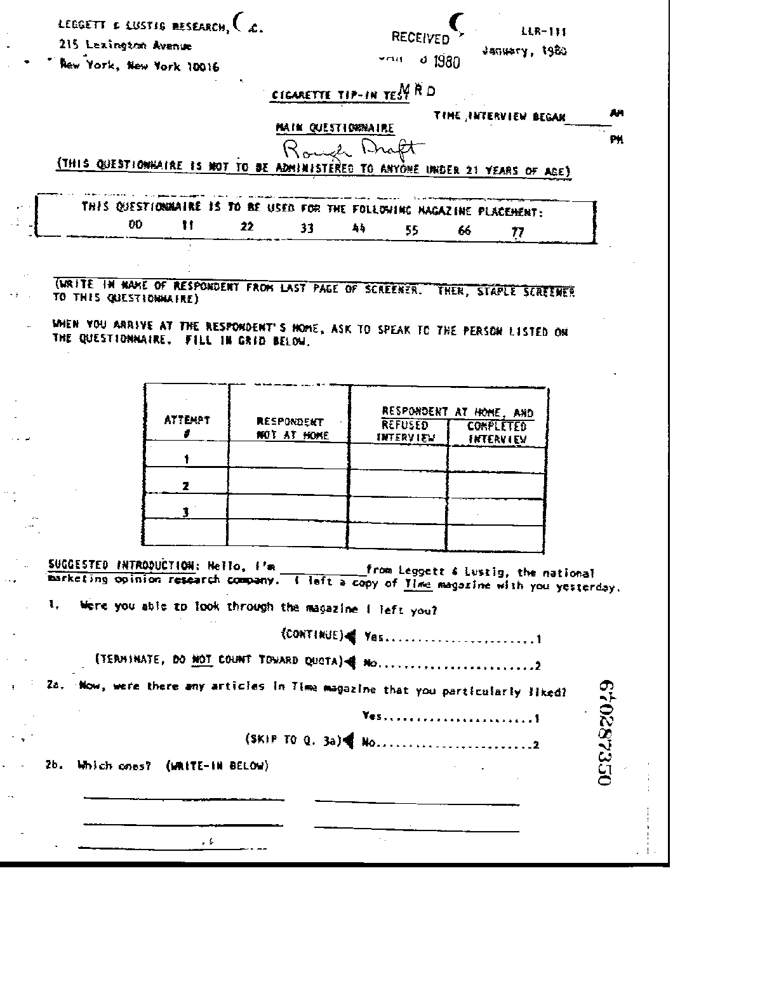 LEGGETT & LUSTIG RESEARCH,
LLR-111
215 Lexington Avenue
RECEIVED
January, 1980
New York, New York 10016
1980
MRD
CIGARETTE TIP-IN TEST
TIME INTERVIEW BEGAN ______ AM
PM
MAIN QUESTIONNAIRE
Rough Draft
(THIS QUESTIONNAIRE IS NOT TO BE ADMINISTERED TO ANYONE UNDER 21 YEARS OF AGE)
THIS QUESTIONNAIRE IS TO BE USED FOR THE FOLLOWING MAGAZINE PLACEMENT:
00 11 22 33 44 55 66 77
(WRITE IN NAME OF RESPONDENT FROM LAST PAGE OF SCREENER. THEN, STAPLE SCREENER
TO THIS QUESTIONNAIRE)
WHEN YOU ARRIVE AT THE RESPONDENT'S HOME, ASK TO SPEAK TO THE PERSON LISTED ON
THE QUESTIONNAIRE. FILL IN GRID BELOW.
RESPONDENT AT HOME, AND
ATTEMPT RESPONDENT REFUSED COMPLETED
# NOT AT HOME INTERVIEW INTERVIEW
1
2
3
SUGGESTED INTRODUCTION: Hello, I'm ____________ from Leggett & Lustig, the national
marketing opinion research company. I left a copy of Time magazine with you yesterday.
1. Were you able to look through the magazine I left you?
(CONTINUE) Yes.......................1
(TERMINATE, DO NOT COUNT TOWARD QUOTA) No........................2
2a. Now, were there any articles in Time magazine that you particularly liked?
Yes.......................1
(SKIP TO Q. 3a) No........................2
2b. Which ones? (WRITE-IN BELOW)